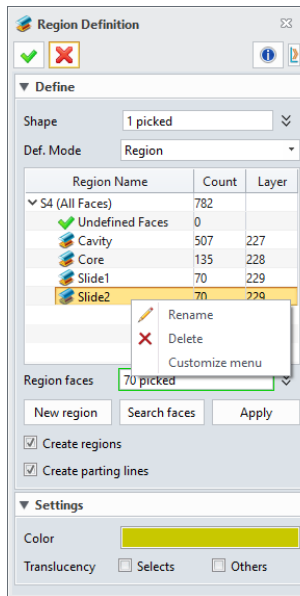 Region Definition
Define
Shape 1 picked
Def. Mode Region
Region Name Count Layer
S4 (All Faces) 782
Undefined Faces 0
Cavity 507 227
Core 135 228
Slide1 70 229
Slide2 70 229
Rename
Delete
Customize menu
Region faces 70 picked
New region Search faces Apply
Create regions
Create parting lines
Settings
Color
Translucency Selects Others